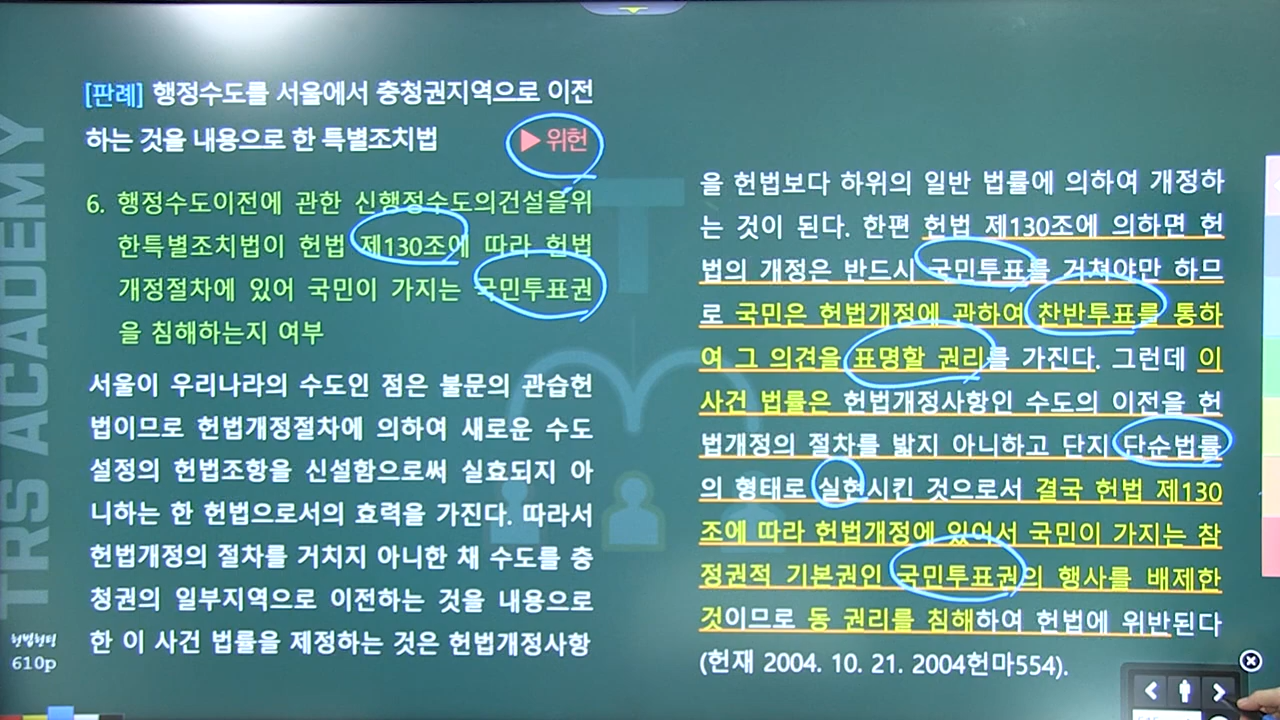 [판례] 행정수도를 서울에서 충청권지역으로 이전
하는 것을 내용으로 한 특별조치법 ▶위헌
6. 행정수도이전에 관한 신행정수도의건설을위
한특별조치법이 헌법 제130조에 따라 헌법
개정절차에 있어 국민이 가지는 국민투표권
을 침해하는지 여부
서울이 우리나라의 수도인 점은 불문의 관습헌
법이므로 헌법개정절차에 의하여 새로운 수도
설정의 헌법조항을 신설함으로써 실효되지 아
니하는 한 헌법으로서의 효력을 가진다. 따라서
헌법개정의 절차를 거치지 아니한 채 수도를 충
청권의 일부지역으로 이전하는 것을 내용으로
한 이 사건 법률을 제정하는 것은 헌법개정사항
을 헌법보다 하위의 일반 법률에 의하여 개정하
는 것이 된다. 한편 헌법 제130조에 의하면 헌
법의 개정은 반드시 국민투표를 거쳐야만 하므
로 국민은 헌법개정에 관하여 찬반투표를 통하
여 그 의견을 표명할 권리를 가진다. 그런데 이
사건 법률은 헌법개정사항인 수도의 이전을 헌
법개정의 절차를 밟지 아니하고 단지 단순법률
의 형태로 실현시킨 것으로서 결국 헌법 제130
조에 따라 헌법개정에 있어서 국민이 가지는 참
정권적 기본권인 국민투표권의 행사를 배제한
것이므로 동 권리를 침해하여 헌법에 위반된다
(헌재 2004. 10. 21. 2004헌마554).
TRS ACADEMY
610p